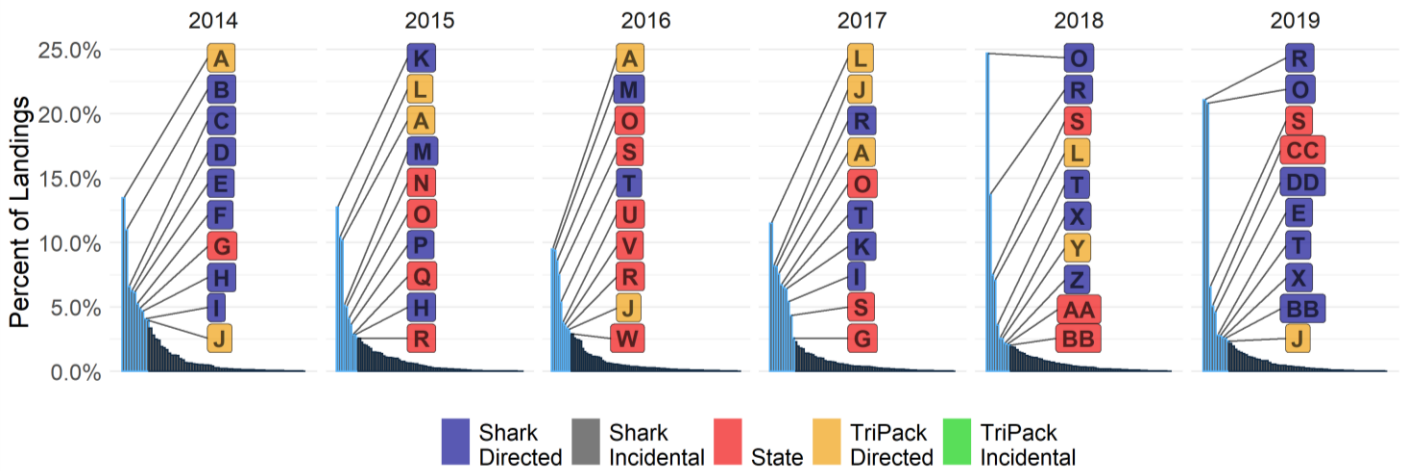 2014 2015 2016 2017 2018 2019
Percent of Landings
25.0%
20.0%
15.0%
10.0%
5.0%
0.0%
A
B
C
D
E
F
G
H
I
J
K
L
A
M
N
O
P
Q
H
R
A
M
O
S
T
U
V
R
J
W
L
J
R
A
O
T
K
I
S
G
O
R
S
L
T
X
Y
Z
AA
BB
R
O
S
CC
DD
E
T
X
BB
J
Shark
Directed
Shark
Incidental
State
TriPack
Directed
TriPack
Incidental